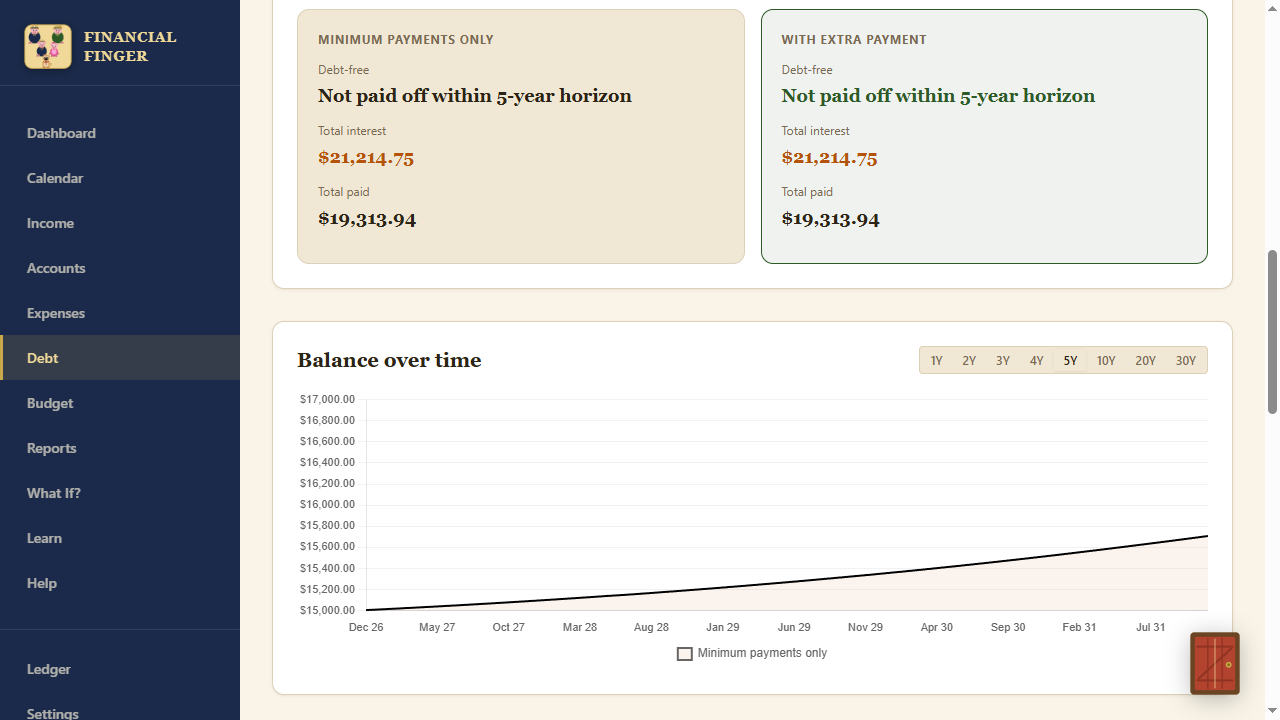 FINANCIAL
FINGER
Dashboard
Calendar
Income
Accounts
Expenses
Debt
Budget
Reports
What If?
Learn
Help
Ledger
Settings
MINIMUM PAYMENTS ONLY
Debt-free
Not paid off within 5-year horizon
Total interest
$21,214.75
Total paid
$19,313.94
WITH EXTRA PAYMENT
Debt-free
Not paid off within 5-year horizon
Total interest
$21,214.75
Total paid
$19,313.94
Balance over time
1Y 2Y 3Y 4Y 5Y 10Y 20Y 30Y
$17,000.00
$16,800.00
$16,600.00
$16,400.00
$16,200.00
$16,000.00
$15,800.00
$15,600.00
$15,400.00
$15,200.00
$15,000.00
Dec 26 May 27 Oct 27 Mar 28 Aug 28 Jan 29 Jun 29 Nov 29 Apr 30 Sep 30 Feb 31 Jul 31
Minimum payments only